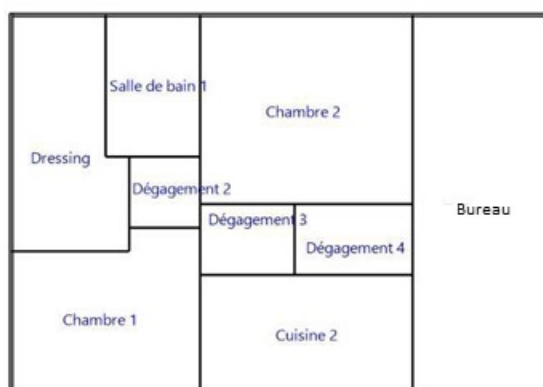 Salle de bain 1
Chambre 2
Dressing
Dégagement 2
Bureau
Dégagement 3
Dégagement 4
Chambre 1
Cuisine 2